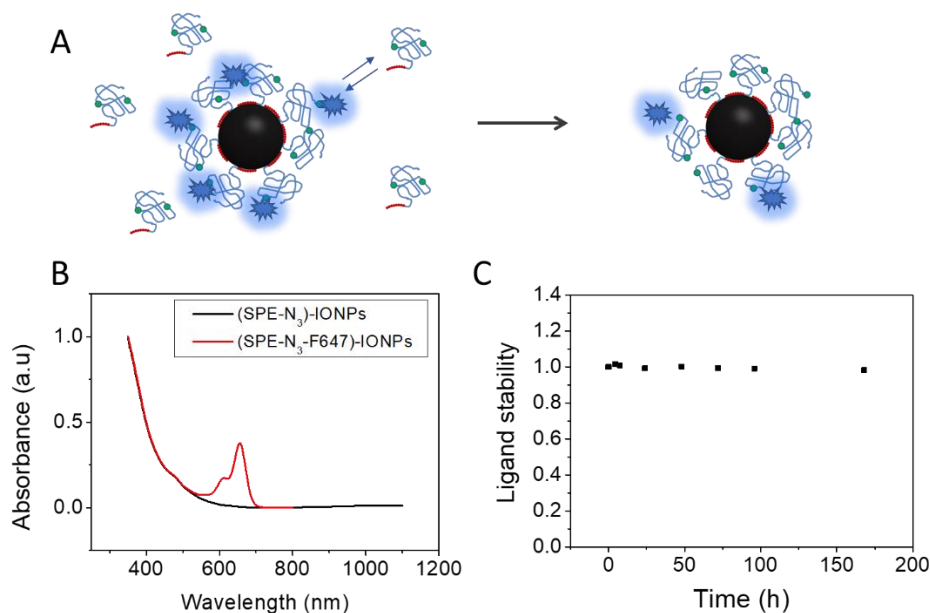 A
B
(SPE-N₃)-IONPs
(SPE-N₃-F647)-IONPs
1.0
0.5
0.0
Absorbance (a.u)
400 600 800 1000 1200
Wavelength (nm)
C
1.4
1.2
1.0
0.8
0.6
0.4
0.2
0.0
Ligand stability
0 50 100 150 200
Time (h)